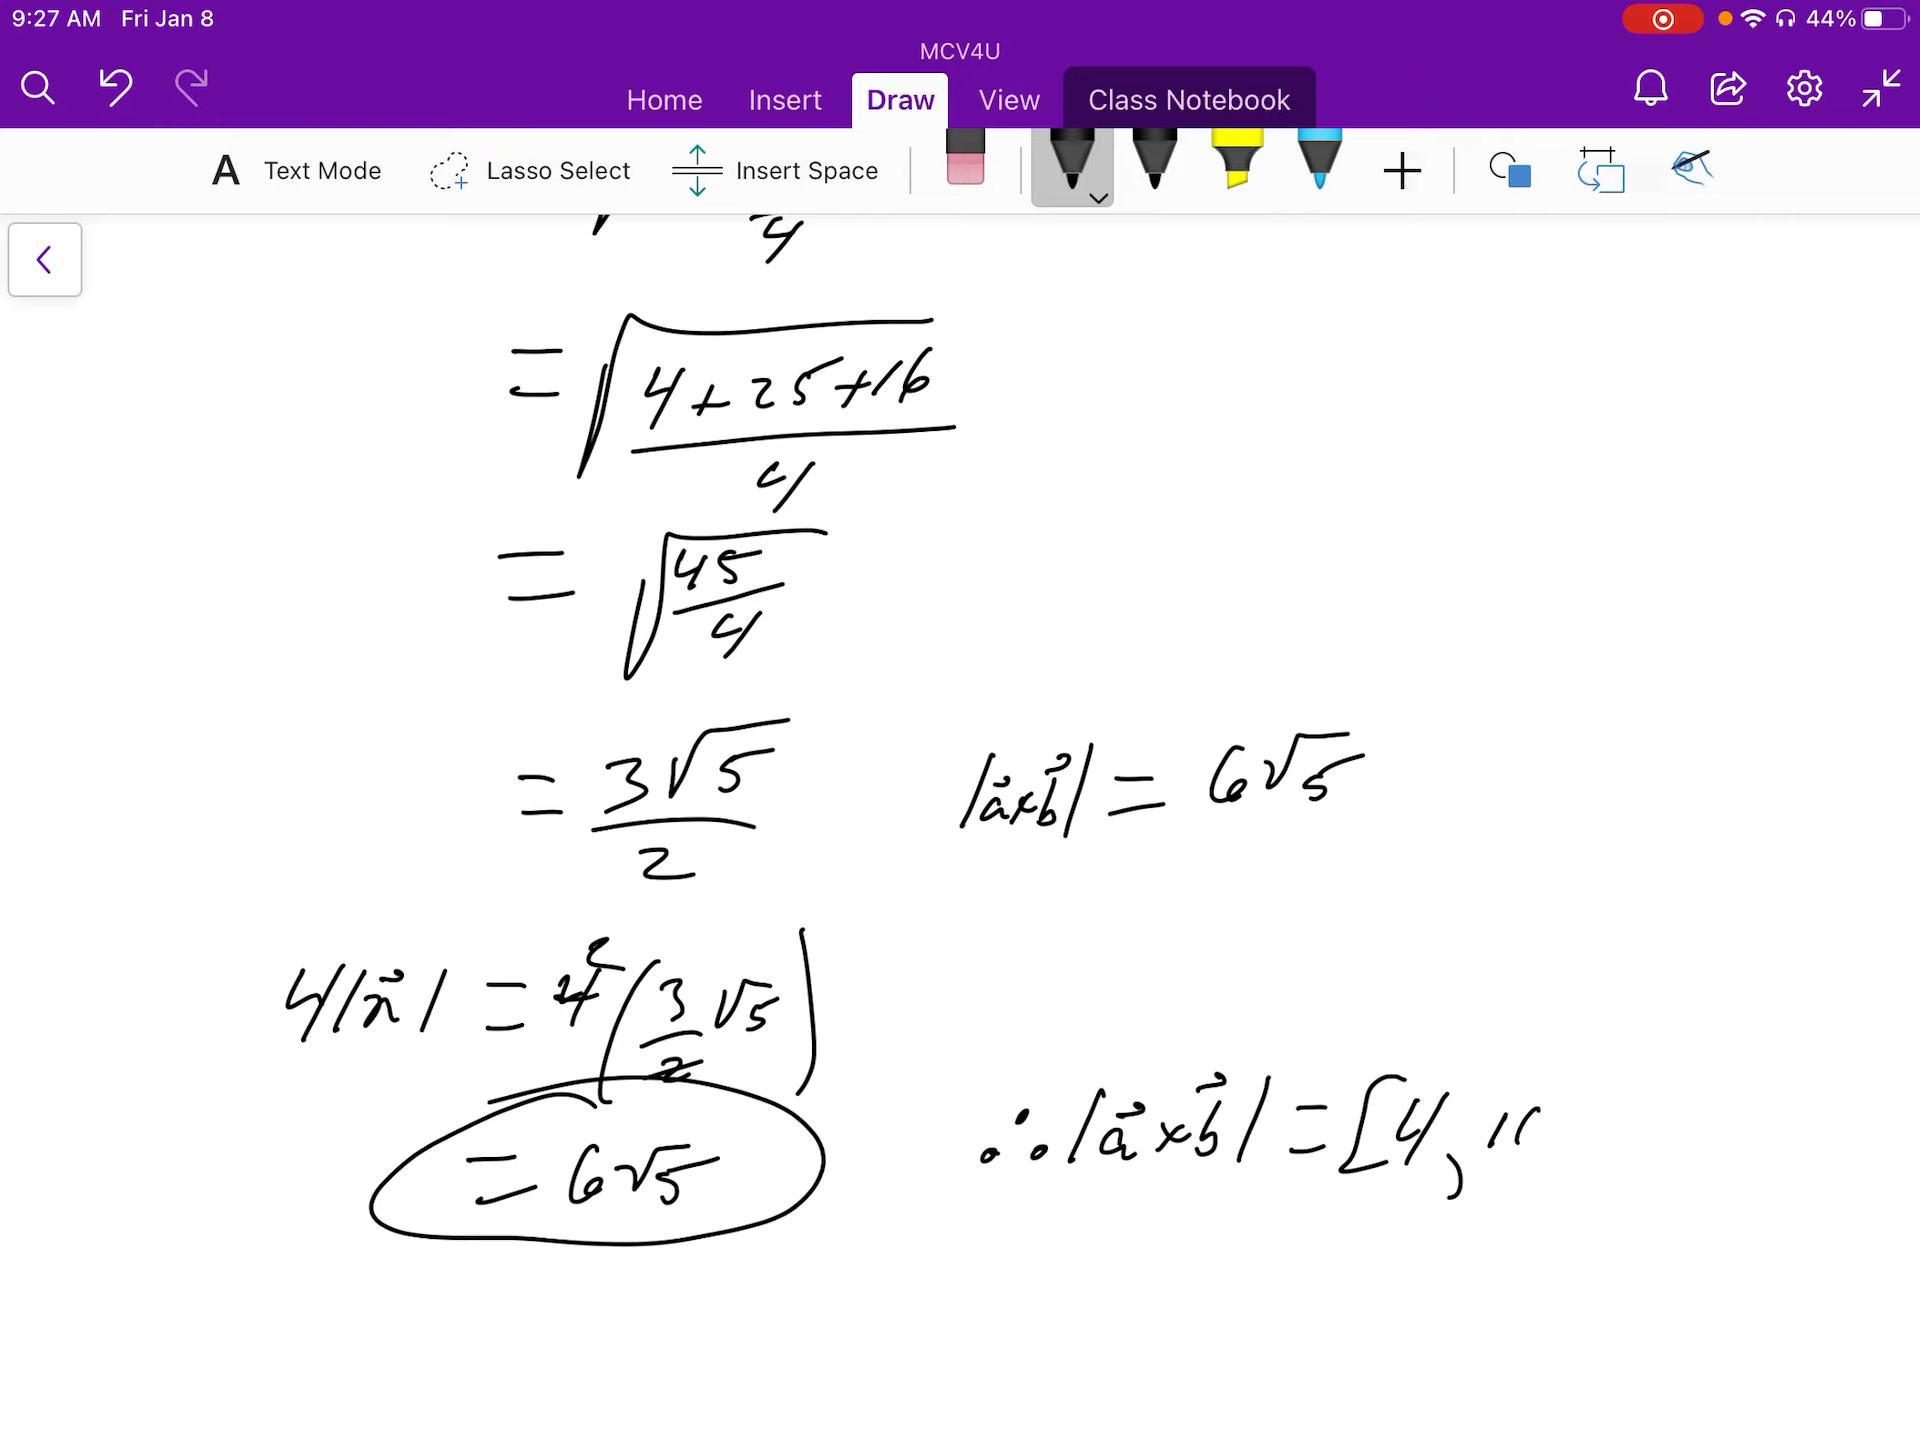 9:27 AM Fri Jan 8 44%
MCV4U
Home Insert Draw View Class Notebook
A Text Mode Lasso Select Insert Space
4
= √((4+25+16)/4)
= √(45/4)
= 3√5/2 |a⃗×b⃗| = 6√5
4|n⃗| = 4²(3/2 √5)
= 6√5 ∴|a⃗×b⃗| = [4,